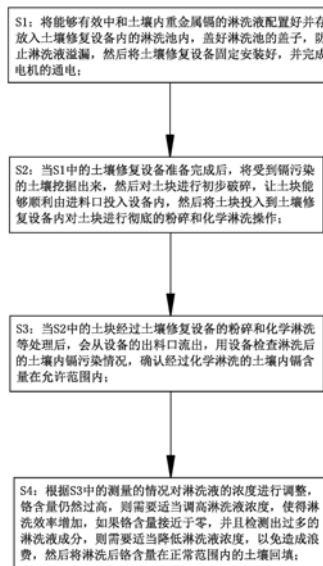 S1：将能够有效中和土壤内重金属镉的淋洗液配置好并存
放入土壤修复设备内的淋洗池内，盖好淋洗池的盖子，防
止淋洗液溢漏，然后将土壤修复设备固定安装好，并完成
电机的通电；
S2：当S1中的土壤修复设备准备完成后，将受到镉污染
的土壤挖掘出来，然后对土块进行初步破碎，让土块能
够顺利由进料口投入设备内，然后将土块投入到土壤修
复设备内对土块进行彻底的粉碎和化学淋洗操作；
S3：当S2中的土块经过土壤修复设备的粉碎和化学淋洗
等处理后，会从设备的出料口流出，用设备检查淋洗后
的土壤内镉污染情况，确认经过化学淋洗的土壤内镉含
量在允许范围内；
S4：根据S3中的测量的情况对淋洗液的浓度进行调整，
铬含量仍然过高，则需要适当调高淋洗液浓度，使得淋
洗效率增加，如果铬含量接近于零，并且检测出过多的
淋洗液成分，则需要适当降低淋洗液浓度，以免造成浪
费，然后将淋洗后铬含量在正常范围内的土壤回填；